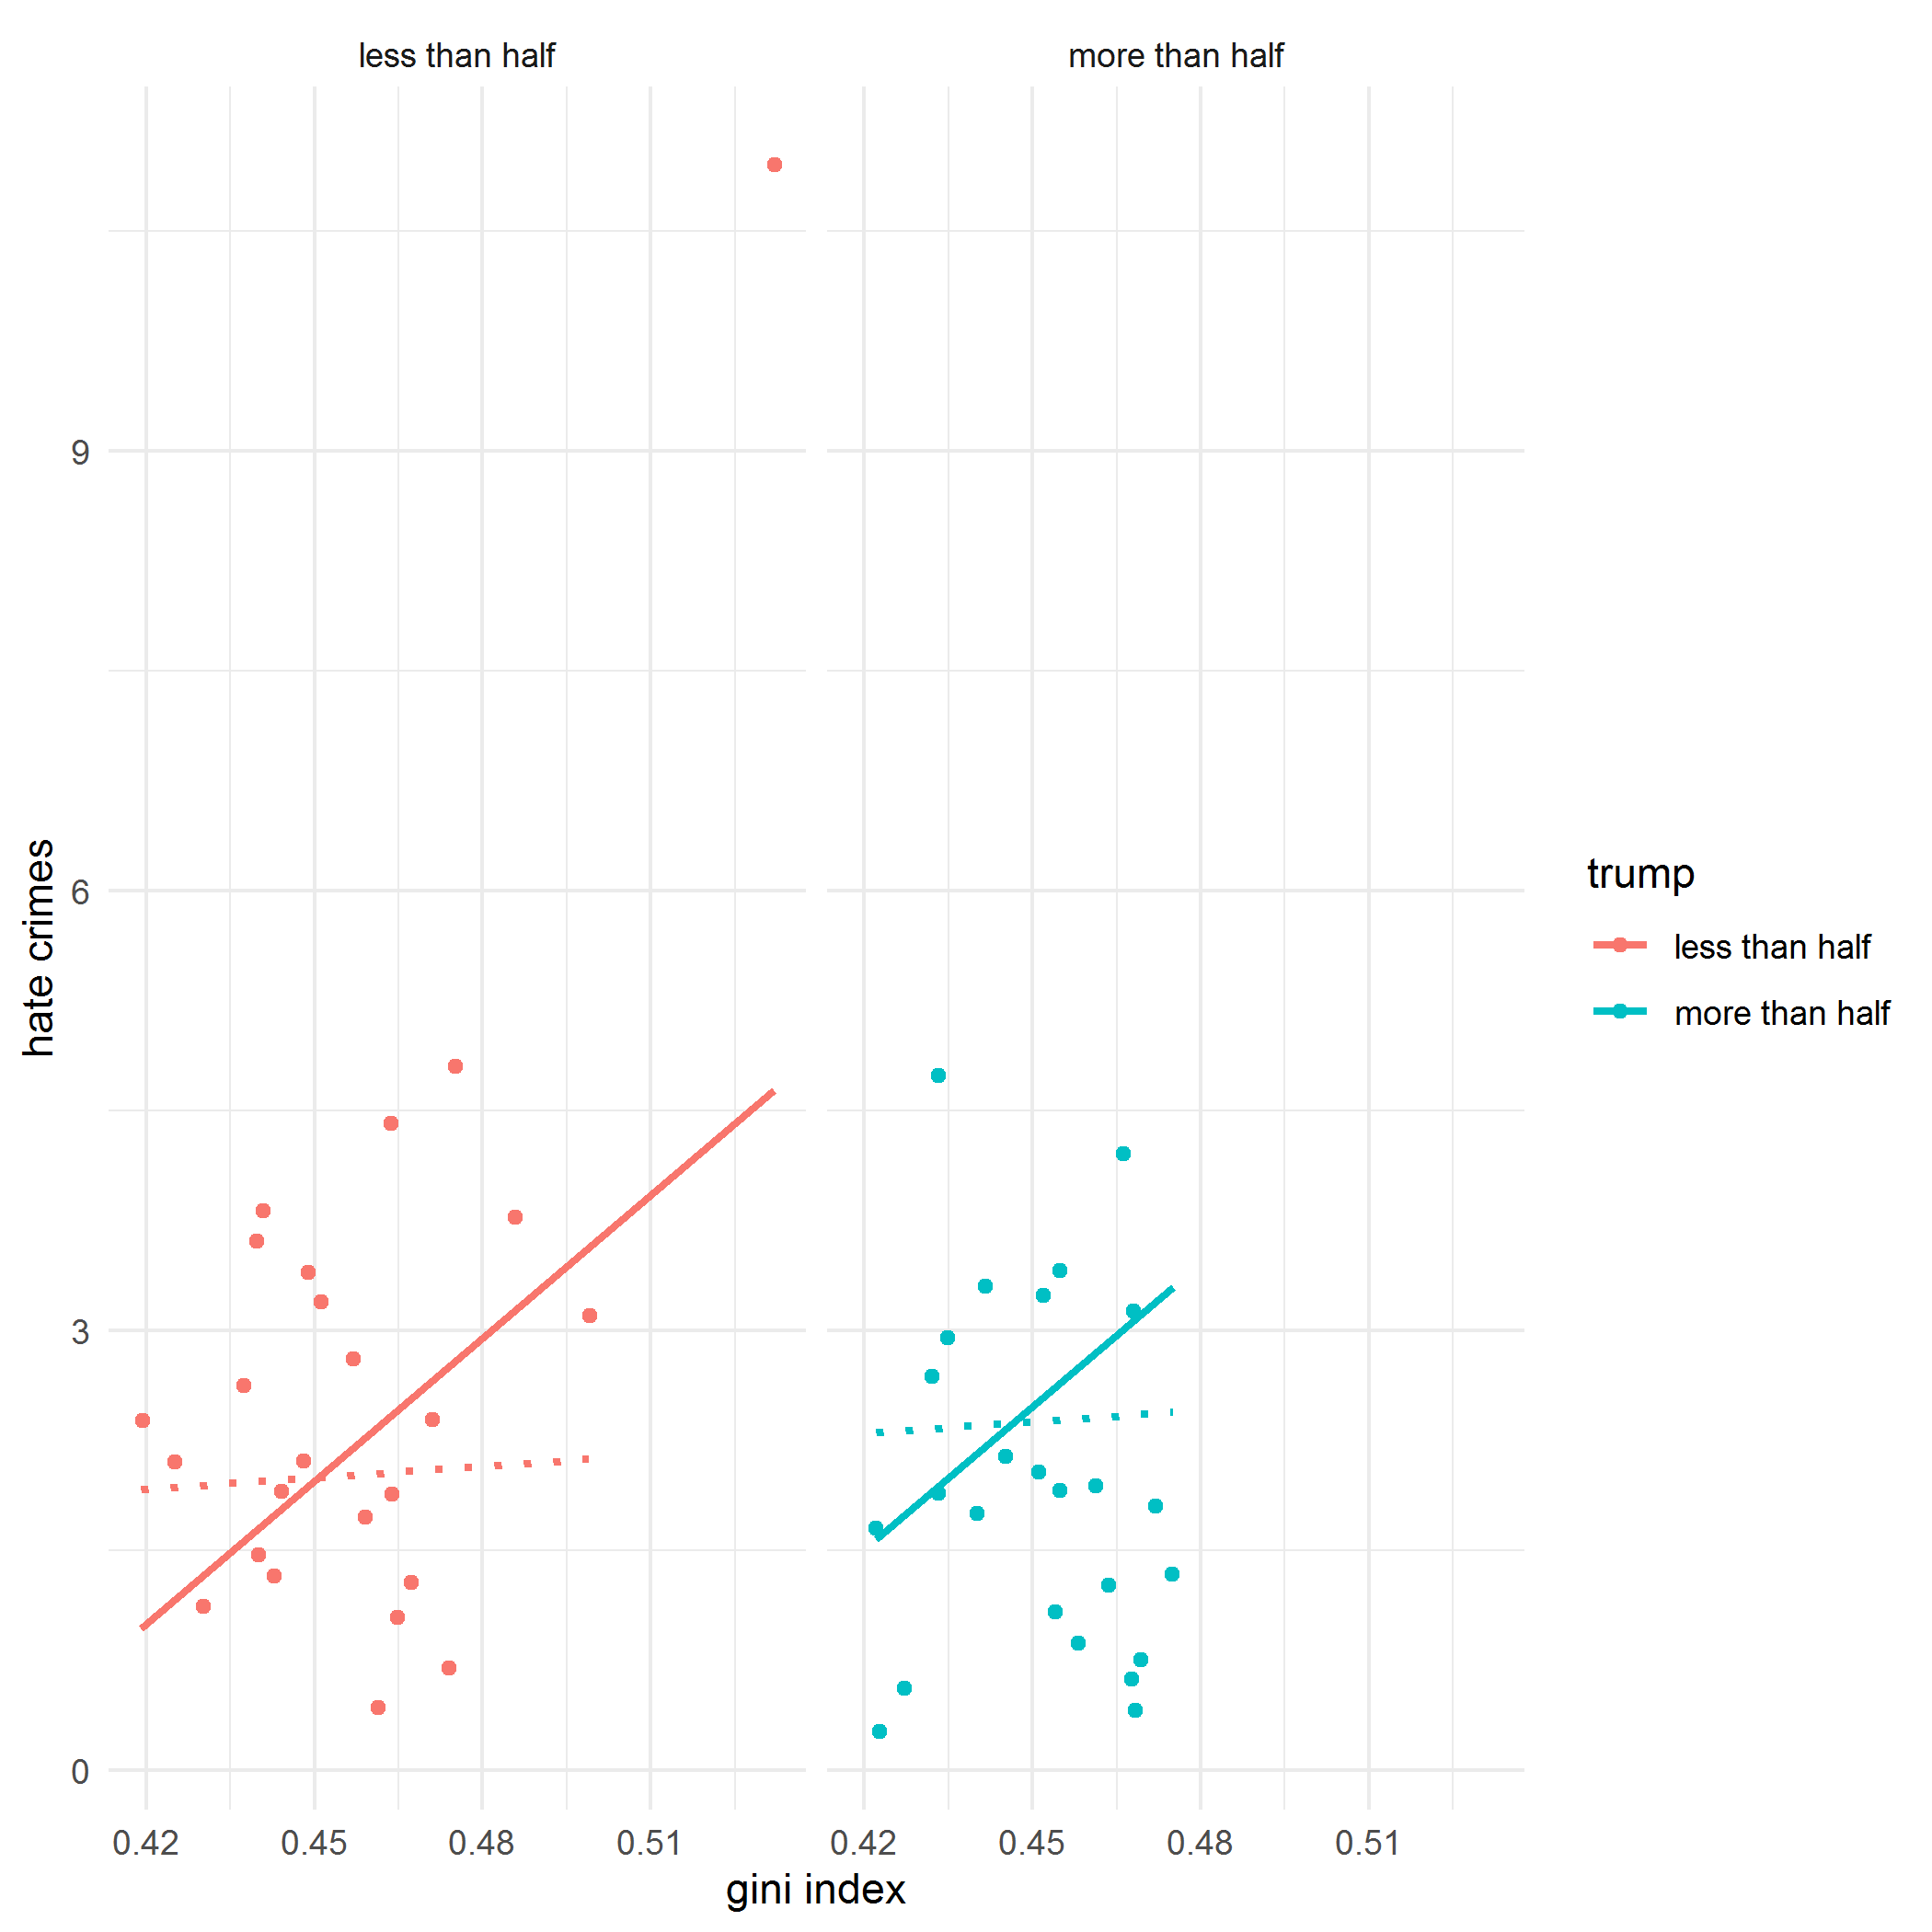 less than half
more than half
9
6
3
0
hate crimes
0.42
0.45
0.48
0.51
0.42
0.45
0.48
0.51
gini index
trump
less than half
more than half